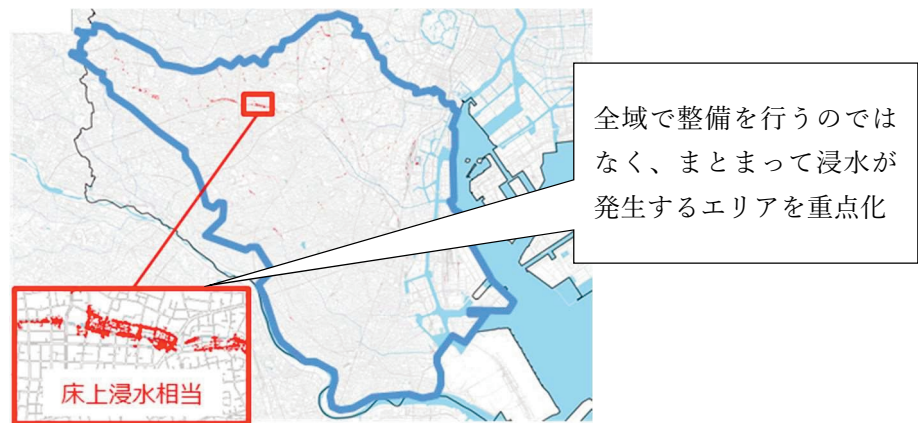 全域で整備を行うのでは
なく、まとまって浸水が
発生するエリアを重点化
床上浸水相当